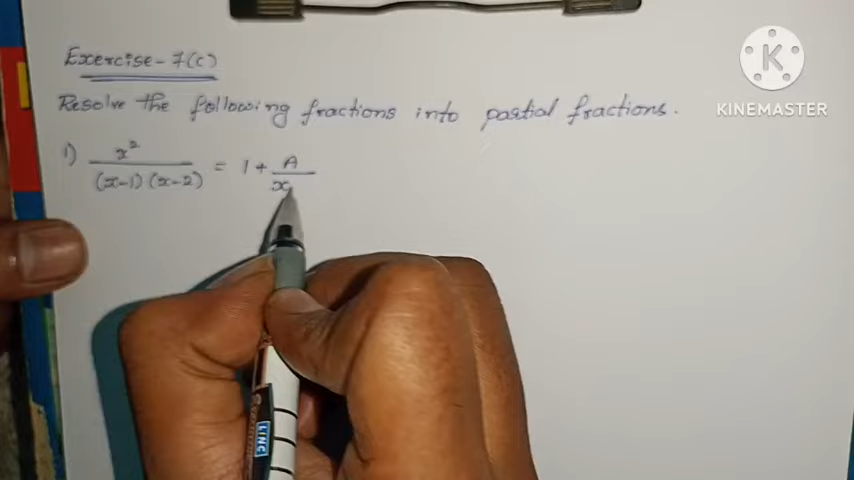 Exercise-7(c)
Resolve the following fractions into partial fractions.
1) x²/(x-1)(x-2) = 1 + A/x
K
KINEMASTER